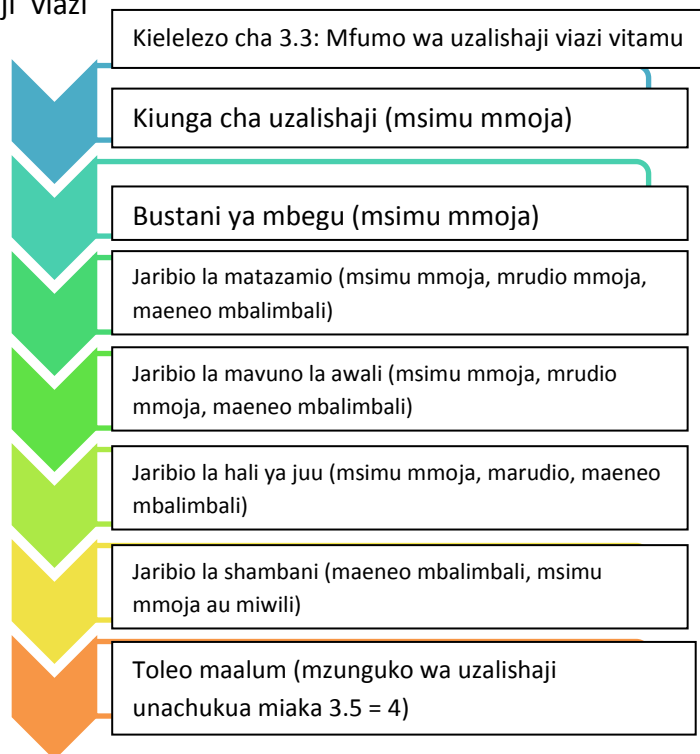 ji viazi
Kielelezo cha 3.3: Mfumo wa uzalishaji viazi vitamu
Kiunga cha uzalishaji (msimu mmoja)
Bustani ya mbegu (msimu mmoja)
Jaribio la matazamio (msimu mmoja, mrudio mmoja,
maeneo mbalimbali)
Jaribio la mavuno la awali (msimu mmoja, mrudio
mmoja, maeneo mbalimbali)
Jaribio la hali ya juu (msimu mmoja, marudio, maeneo
mbalimbali)
Jaribio la shambani (maeneo mbalimbali, msimu
mmoja au miwili)
Toleo maalum (mzunguko wa uzalishaji
unachukua miaka 3.5 = 4)